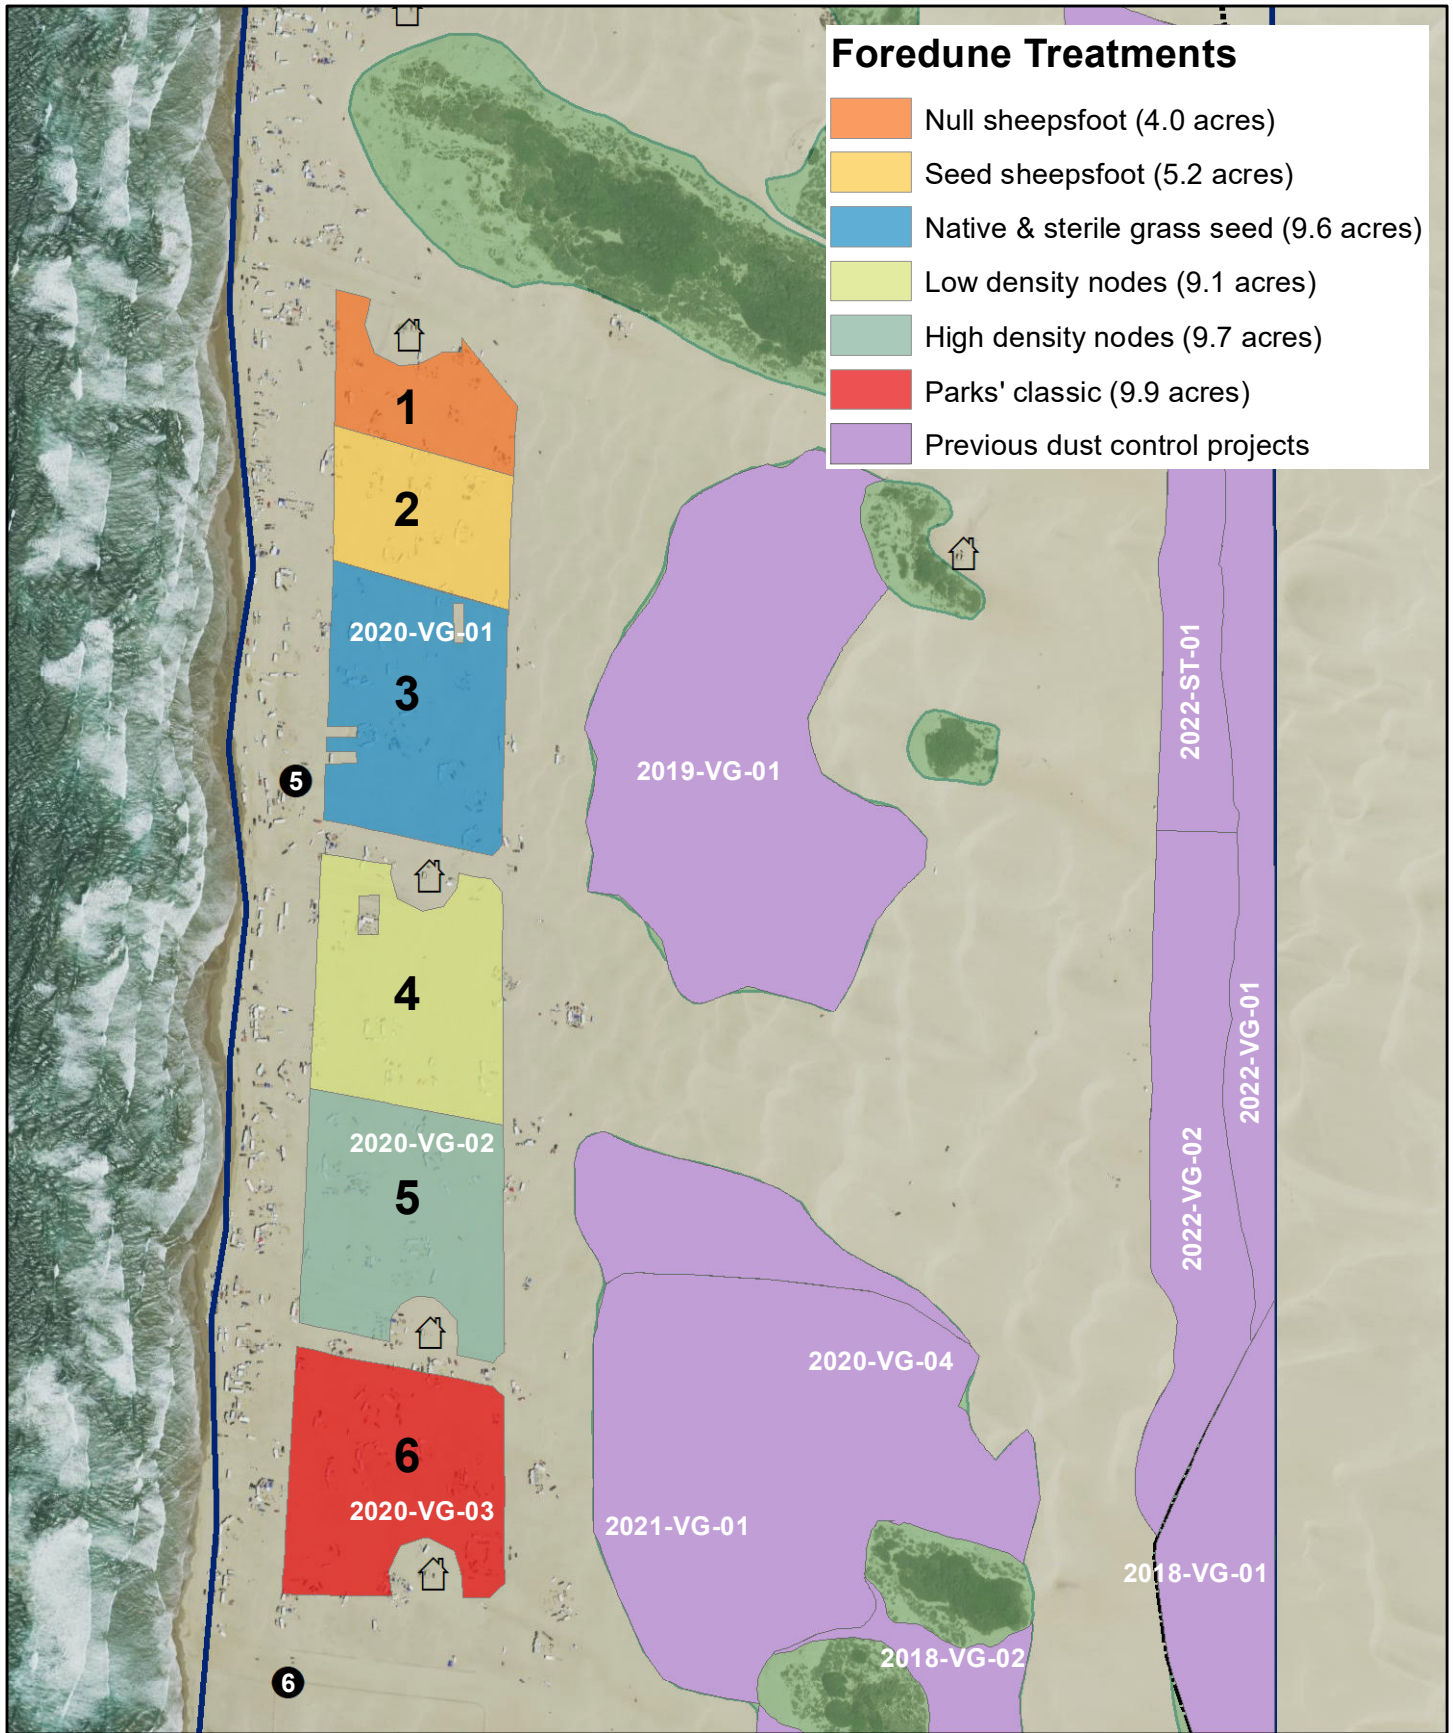 Foredune Treatments
Null sheepsfoot (4.0 acres)
Seed sheepsfoot (5.2 acres)
Native & sterile grass seed (9.6 acres)
Low density nodes (9.1 acres)
High density nodes (9.7 acres)
Parks' classic (9.9 acres)
Previous dust control projects
1
2
2020-VG-01
3
5
4
2020-VG-02
5
6
2020-VG-03
6
2019-VG-01
2022-ST-01
2022-VG-01
2022-VG-02
2020-VG-04
2021-VG-01
2018-VG-01
2018-VG-02